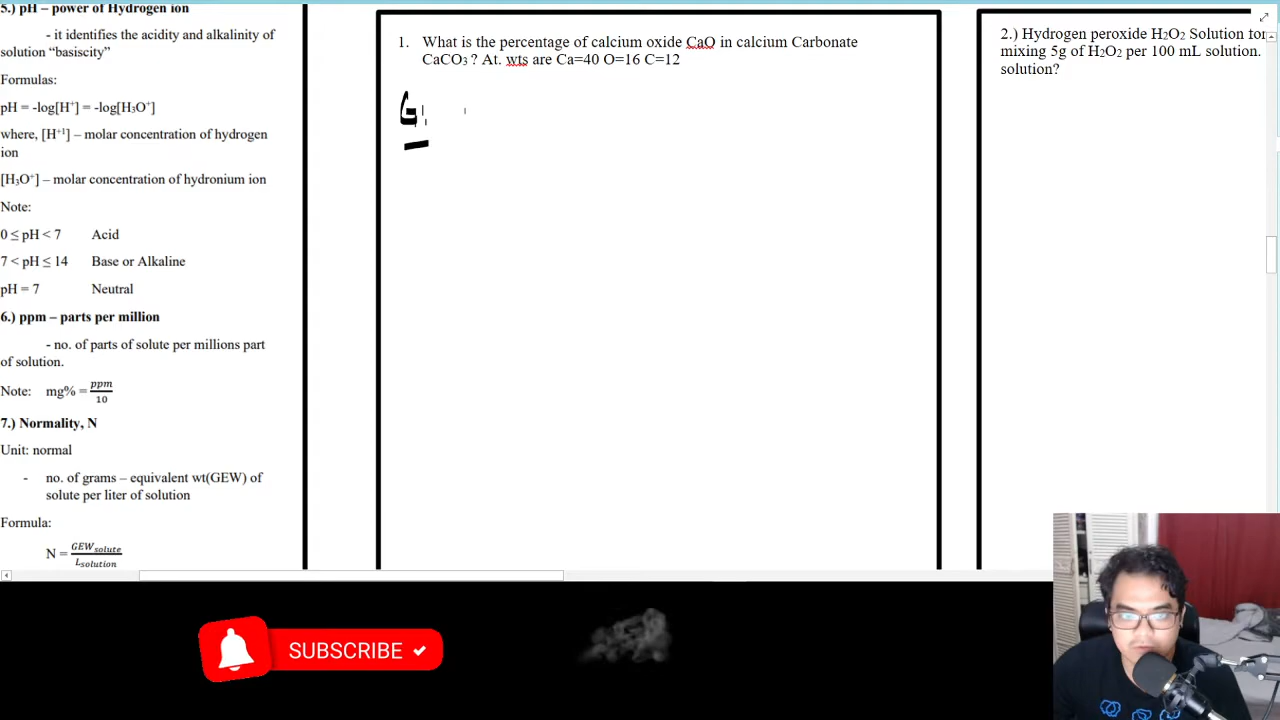 5.) pH – power of Hydrogen ion
- it identifies the acidity and alkalinity of
solution “basiscity”
Formulas:
pH = -log[H⁺] = -log[H₃O⁺]
where, [H⁺¹] – molar concentration of hydrogen
ion
[H₃O⁺] – molar concentration of hydronium ion
Note:
0 ≤ pH < 7 Acid
7 < pH ≤ 14 Base or Alkaline
pH = 7 Neutral
6.) ppm – parts per million
- no. of parts of solute per millions part
of solution.
Note: mg% = ppm/10
7.) Normality, N
Unit: normal
- no. of grams – equivalent wt(GEW) of
solute per liter of solution
Formula:
N = GEWsolute/Lsolution
1. What is the percentage of calcium oxide CaO in calcium Carbonate
CaCO₃ ? At. wts are Ca=40 O=16 C=12
G:
2.) Hydrogen peroxide H₂O₂ Solution for
mixing 5g of H₂O₂ per 100 mL solution.
solution?
SUBSCRIBE